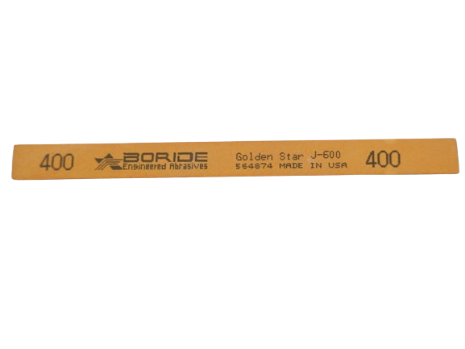 400
BORIDE
Engineered Abrasives
Golden Star J-600
564874 MADE IN USA
400